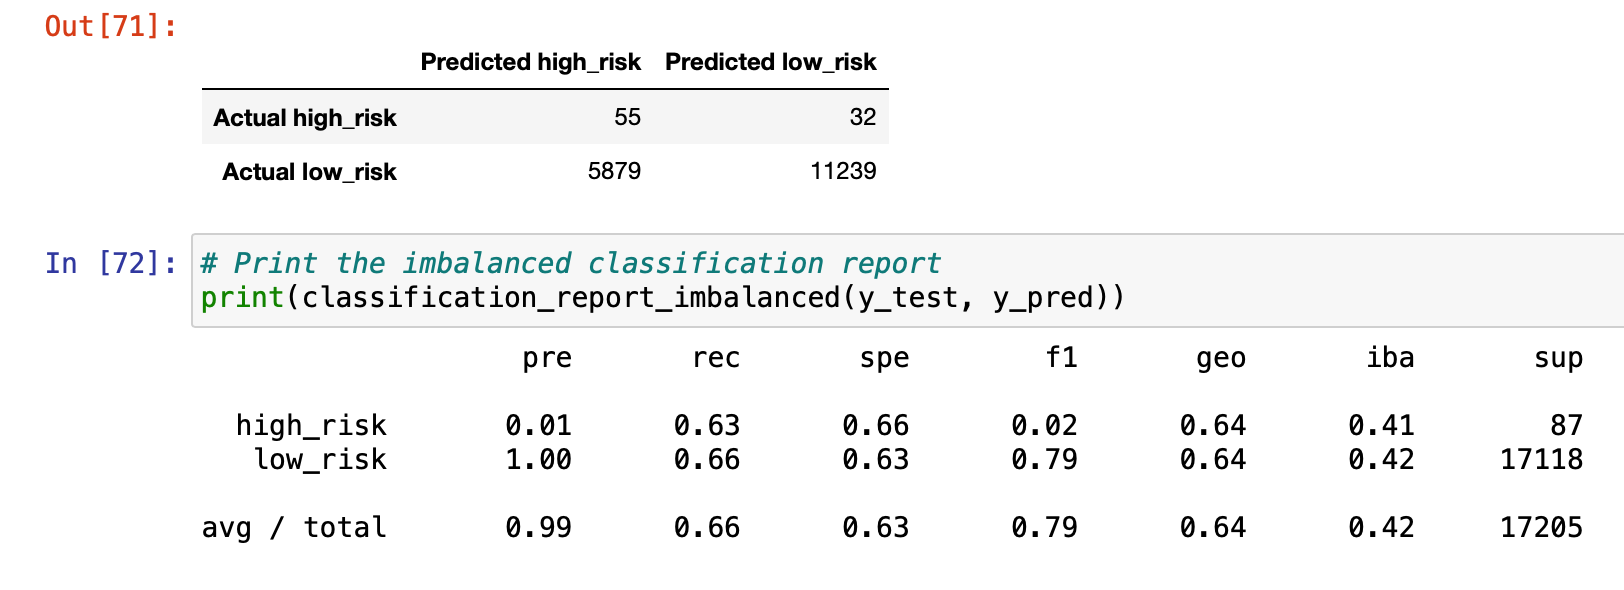 Out[71]:
Predicted high_risk Predicted low_risk
Actual high_risk 55 32
Actual low_risk 5879 11239
In [72]: # Print the imbalanced classification report
print(classification_report_imbalanced(y_test, y_pred))
pre rec spe f1 geo iba sup
high_risk 0.01 0.63 0.66 0.02 0.64 0.41 87
low_risk 1.00 0.66 0.63 0.79 0.64 0.42 17118
avg / total 0.99 0.66 0.63 0.79 0.64 0.42 17205